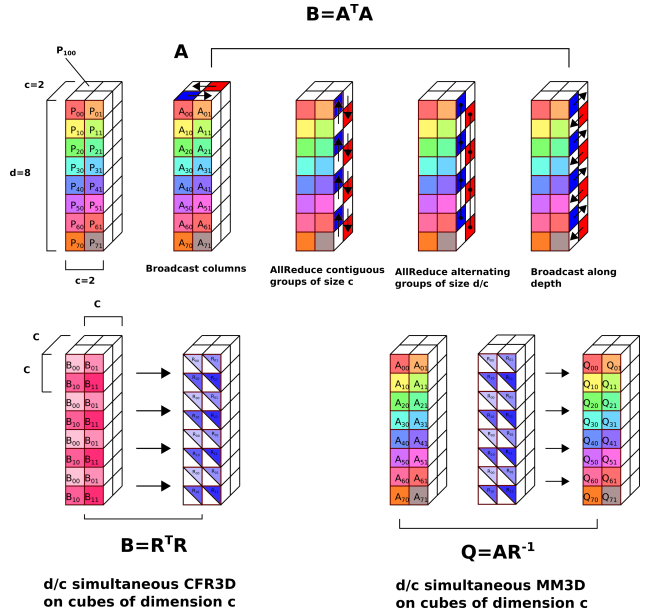 B=AᵀA
P₁₀₀
A
c=2
d=8
P₀₀ P₀₁
P₁₀ P₁₁
P₂₀ P₂₁
P₃₀ P₃₁
P₄₀ P₄₁
P₅₀ P₅₁
P₆₀ P₆₁
P₇₀ P₇₁
c=2
A₀₀ A₀₁
A₁₀ A₁₁
A₂₀ A₂₁
A₃₀ A₃₁
A₄₀ A₄₁
A₅₀ A₅₁
A₆₀ A₆₁
A₇₀ A₇₁
Broadcast columns
AllReduce contiguous
groups of size c
AllReduce alternating
groups of size d/c
Broadcast along
depth
C
C
C
B₀₀ B₀₁
B₁₀ B₁₁
B₀₀ B₀₁
B₁₀ B₁₁
B₀₀ B₀₁
B₁₀ B₁₁
B₀₀ B₀₁
B₁₀ B₁₁
B=RᵀR
d/c simultaneous CFR3D
on cubes of dimension c
A₀₀ A₀₁
A₁₀ A₁₁
A₂₀ A₂₁
A₃₀ A₃₁
A₄₀ A₄₁
A₅₀ A₅₁
A₆₀ A₆₁
A₇₀ A₇₁
Q₀₀ Q₀₁
Q₁₀ Q₁₁
Q₂₀ Q₂₁
Q₃₀ Q₃₁
Q₄₀ Q₄₁
Q₅₀ Q₅₁
Q₆₀ Q₆₁
Q₇₀ Q₇₁
Q=AR⁻¹
d/c simultaneous MM3D
on cubes of dimension c